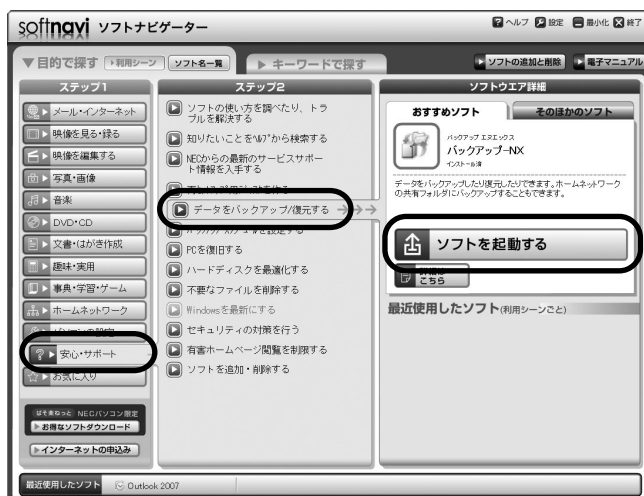 softnavi ソフトナビゲーター
ヘルプ 設定 最小化 終了
▼目的で探す ▶利用シーン ソフト名一覧
▶ キーワードで探す
ソフトの追加と削除 電子マニュアル
ステップ1
メール・インターネット
映像を見る・録る
映像を編集する
写真・画像
音楽
DVD・CD
文書・はがき作成
趣味・実用
事典・学習・ゲーム
ホームネットワーク
安心・サポート
お気に入り
ぱそ楽ねっと NECパソコン限定
お得なソフトダウンロード
インターネットの申込み
ステップ2
ソフトの使い方を調べたり、トラ
ブルを解決する
知りたいことをヘルプから検索する
NECからの最新のサービスサポー
ト情報を入手する
データをバックアップ/復元する
PCを復旧する
ハードディスクを最適化する
不要なファイルを削除する
Windowsを最新にする
セキュリティの対策を行う
有害ホームページ閲覧を制限する
ソフトを追加・削除する
ソフトウエア詳細
おすすめソフト そのほかのソフト
バックアップ エヌエックス
バックアップ-NX
インストール済
データをバックアップしたり復元したりできます。ホームネットワーク
の共有フォルダにバックアップすることもできます。
ソフトを起動する
こちら
最近使用したソフト(利用シーンごと)
最近使用したソフト Outlook 2007